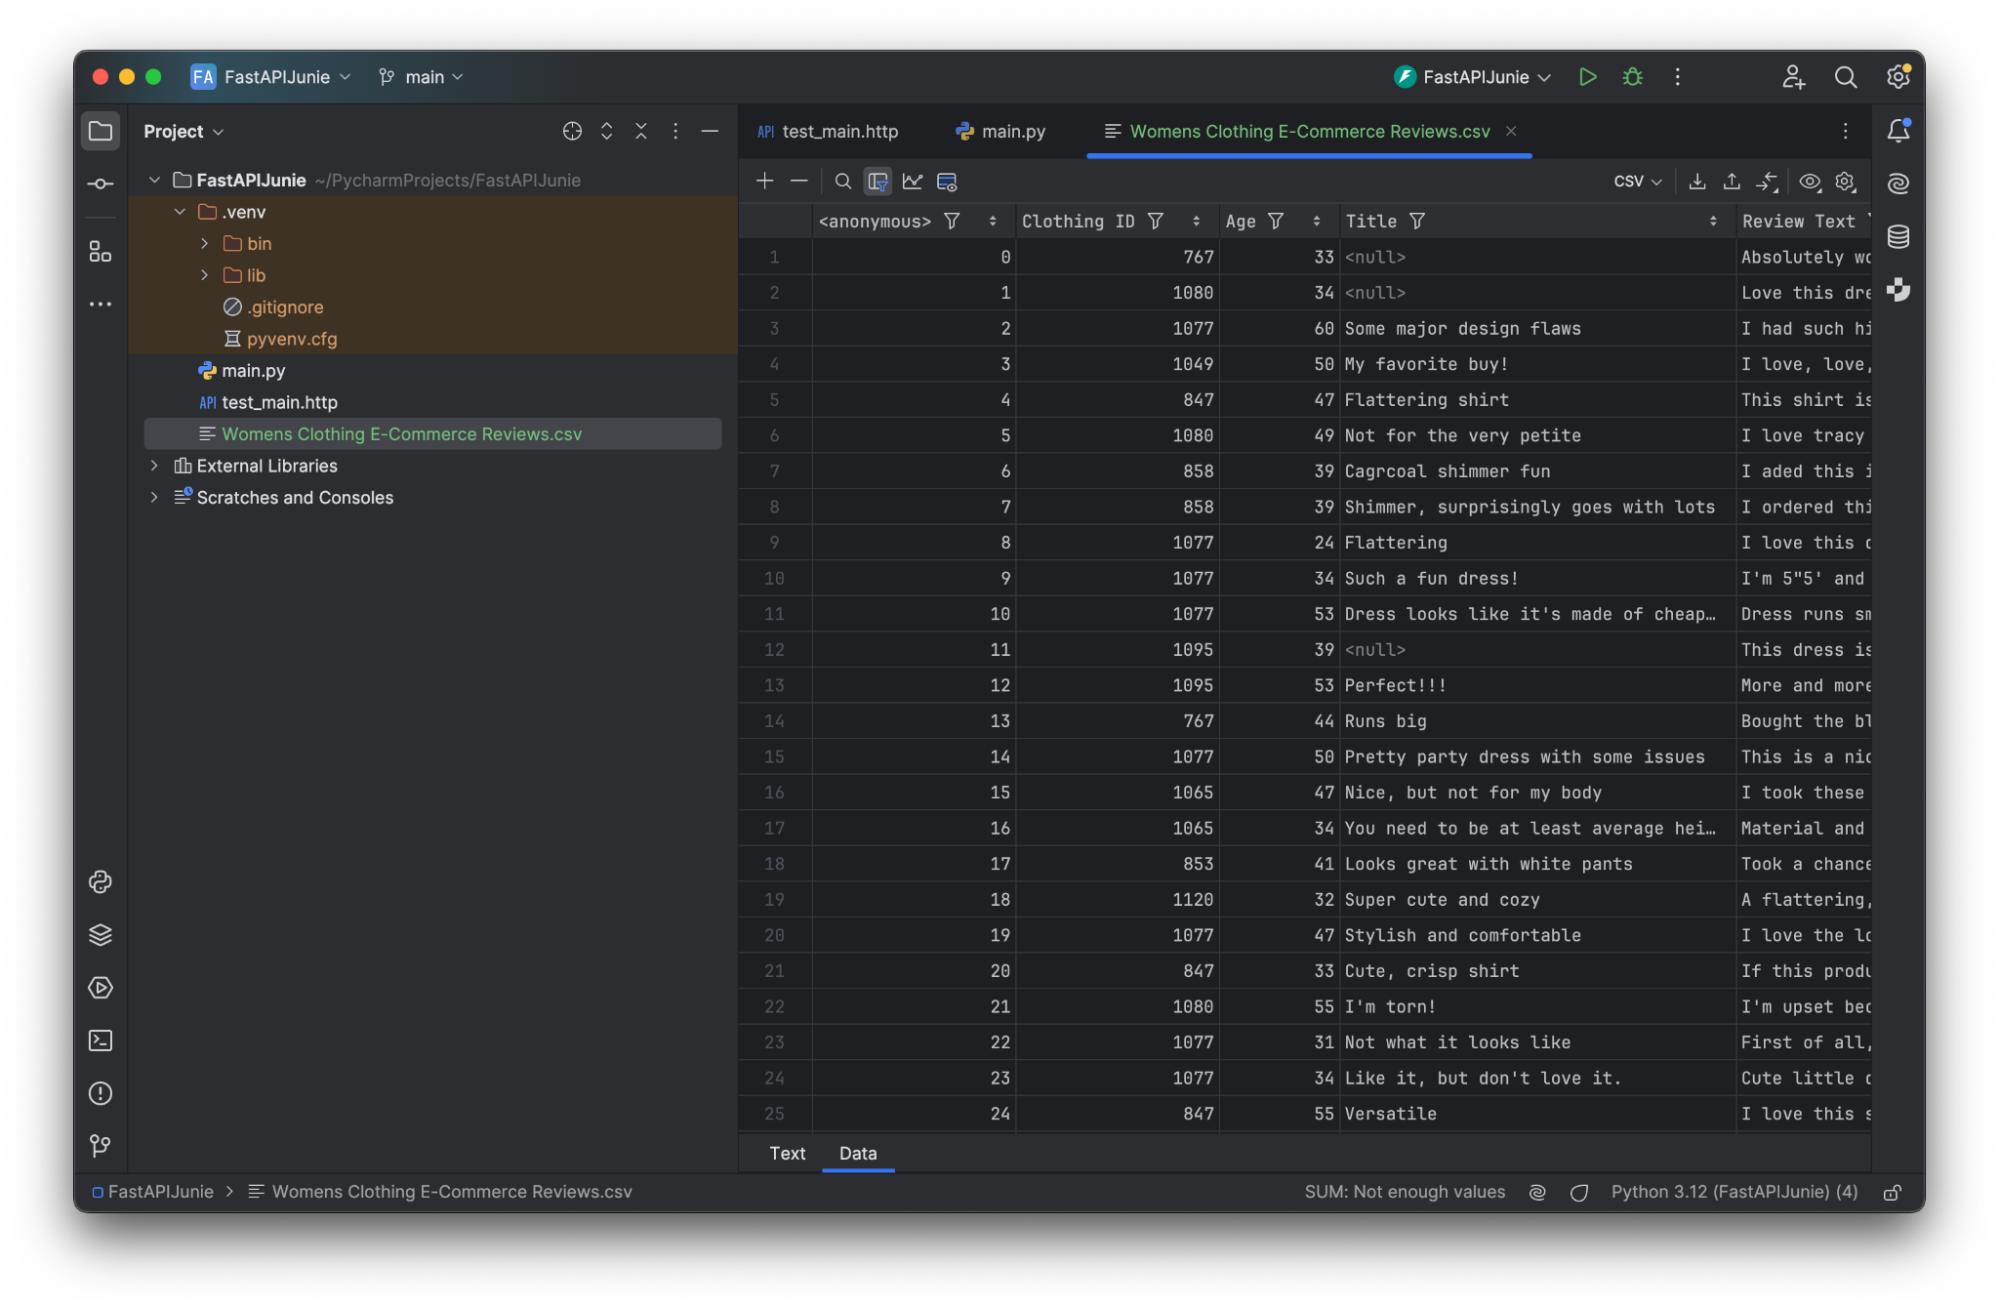 FA FastAPIJunie main FastAPIJunie
Project
FastAPIJunie ~/PycharmProjects/FastAPIJunie
.venv
bin
lib
.gitignore
pyvenv.cfg
main.py
API test_main.http
Womens Clothing E-Commerce Reviews.csv
External Libraries
Scratches and Consoles
API test_main.http main.py Womens Clothing E-Commerce Reviews.csv
CSV
<anonymous> Clothing ID Age Title Review Text
1 0 767 33 <null> Absolutely wo
2 1 1080 34 <null> Love this dre
3 2 1077 60 Some major design flaws I had such hi
4 3 1049 50 My favorite buy! I love, love,
5 4 847 47 Flattering shirt This shirt is
6 5 1080 49 Not for the very petite I love tracy
7 6 858 39 Cagrcoal shimmer fun I aded this i
8 7 858 39 Shimmer, surprisingly goes with lots I ordered thi
9 8 1077 24 Flattering I love this d
10 9 1077 34 Such a fun dress! I'm 5"5' and
11 10 1077 53 Dress looks like it's made of cheap… Dress runs sm
12 11 1095 39 <null> This dress is
13 12 1095 53 Perfect!!! More and more
14 13 767 44 Runs big Bought the bl
15 14 1077 50 Pretty party dress with some issues This is a nic
16 15 1065 47 Nice, but not for my body I took these
17 16 1065 34 You need to be at least average hei… Material and
18 17 853 41 Looks great with white pants Took a chance
19 18 1120 32 Super cute and cozy A flattering,
20 19 1077 47 Stylish and comfortable I love the lo
21 20 847 33 Cute, crisp shirt If this produ
22 21 1080 55 I'm torn! I'm upset bec
23 22 1077 31 Not what it looks like First of all,
24 23 1077 34 Like it, but don't love it. Cute little d
25 24 847 55 Versatile I love this s
Text Data
FastAPIJunie > Womens Clothing E-Commerce Reviews.csv SUM: Not enough values Python 3.12 (FastAPIJunie) (4)